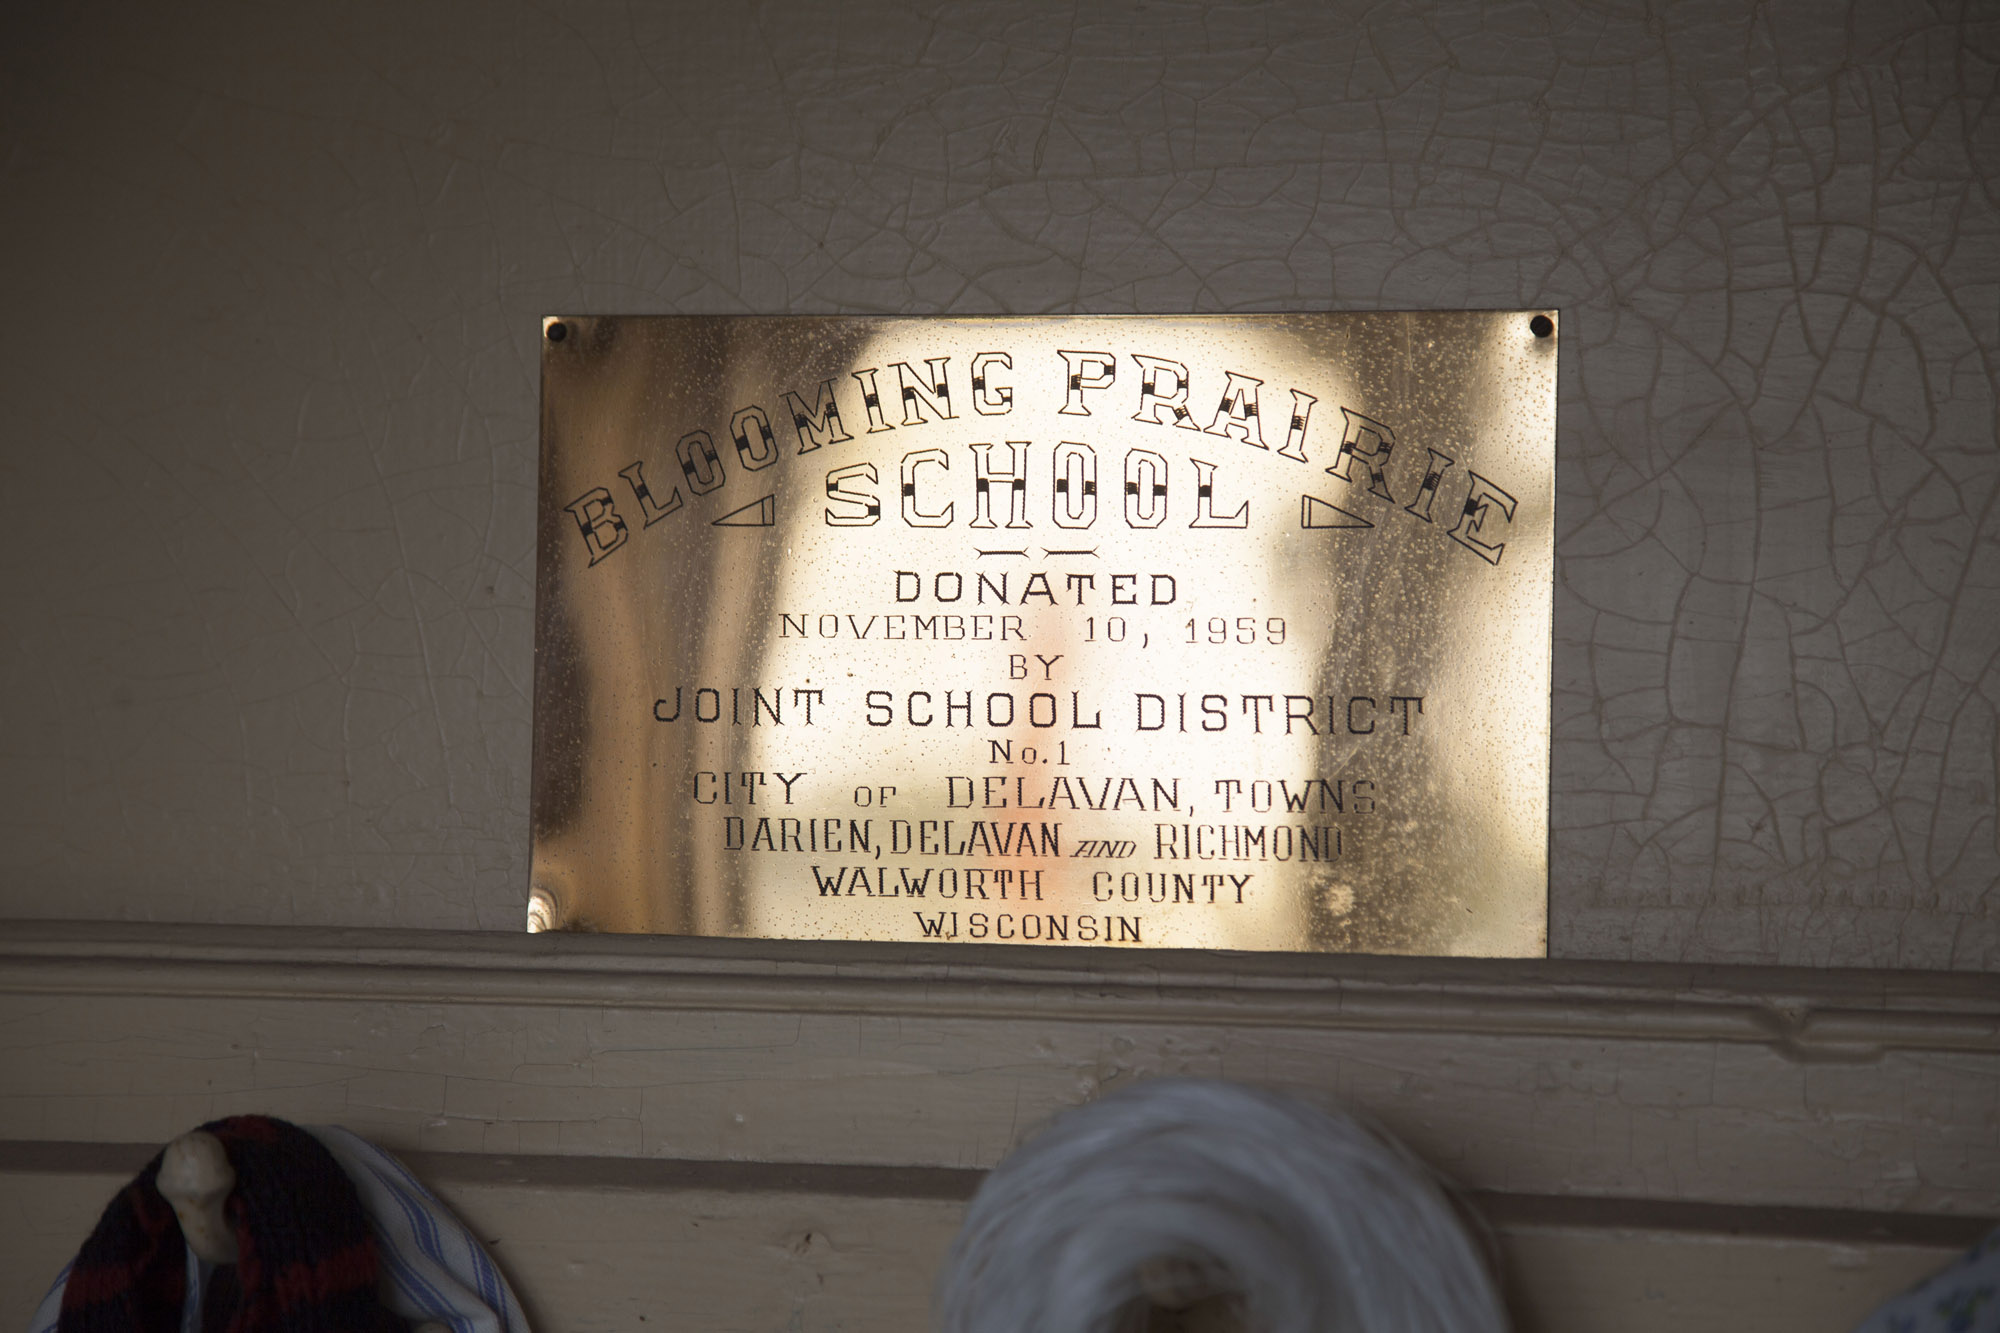 BLOOMING PRAIRIE
SCHOOL
DONATED
NOVEMBER 10, 1959
BY
JOINT SCHOOL DISTRICT
No.1
CITY OF DELAVAN, TOWNS
DARIEN, DELAVAN AND RICHMOND
WALWORTH COUNTY
WISCONSIN